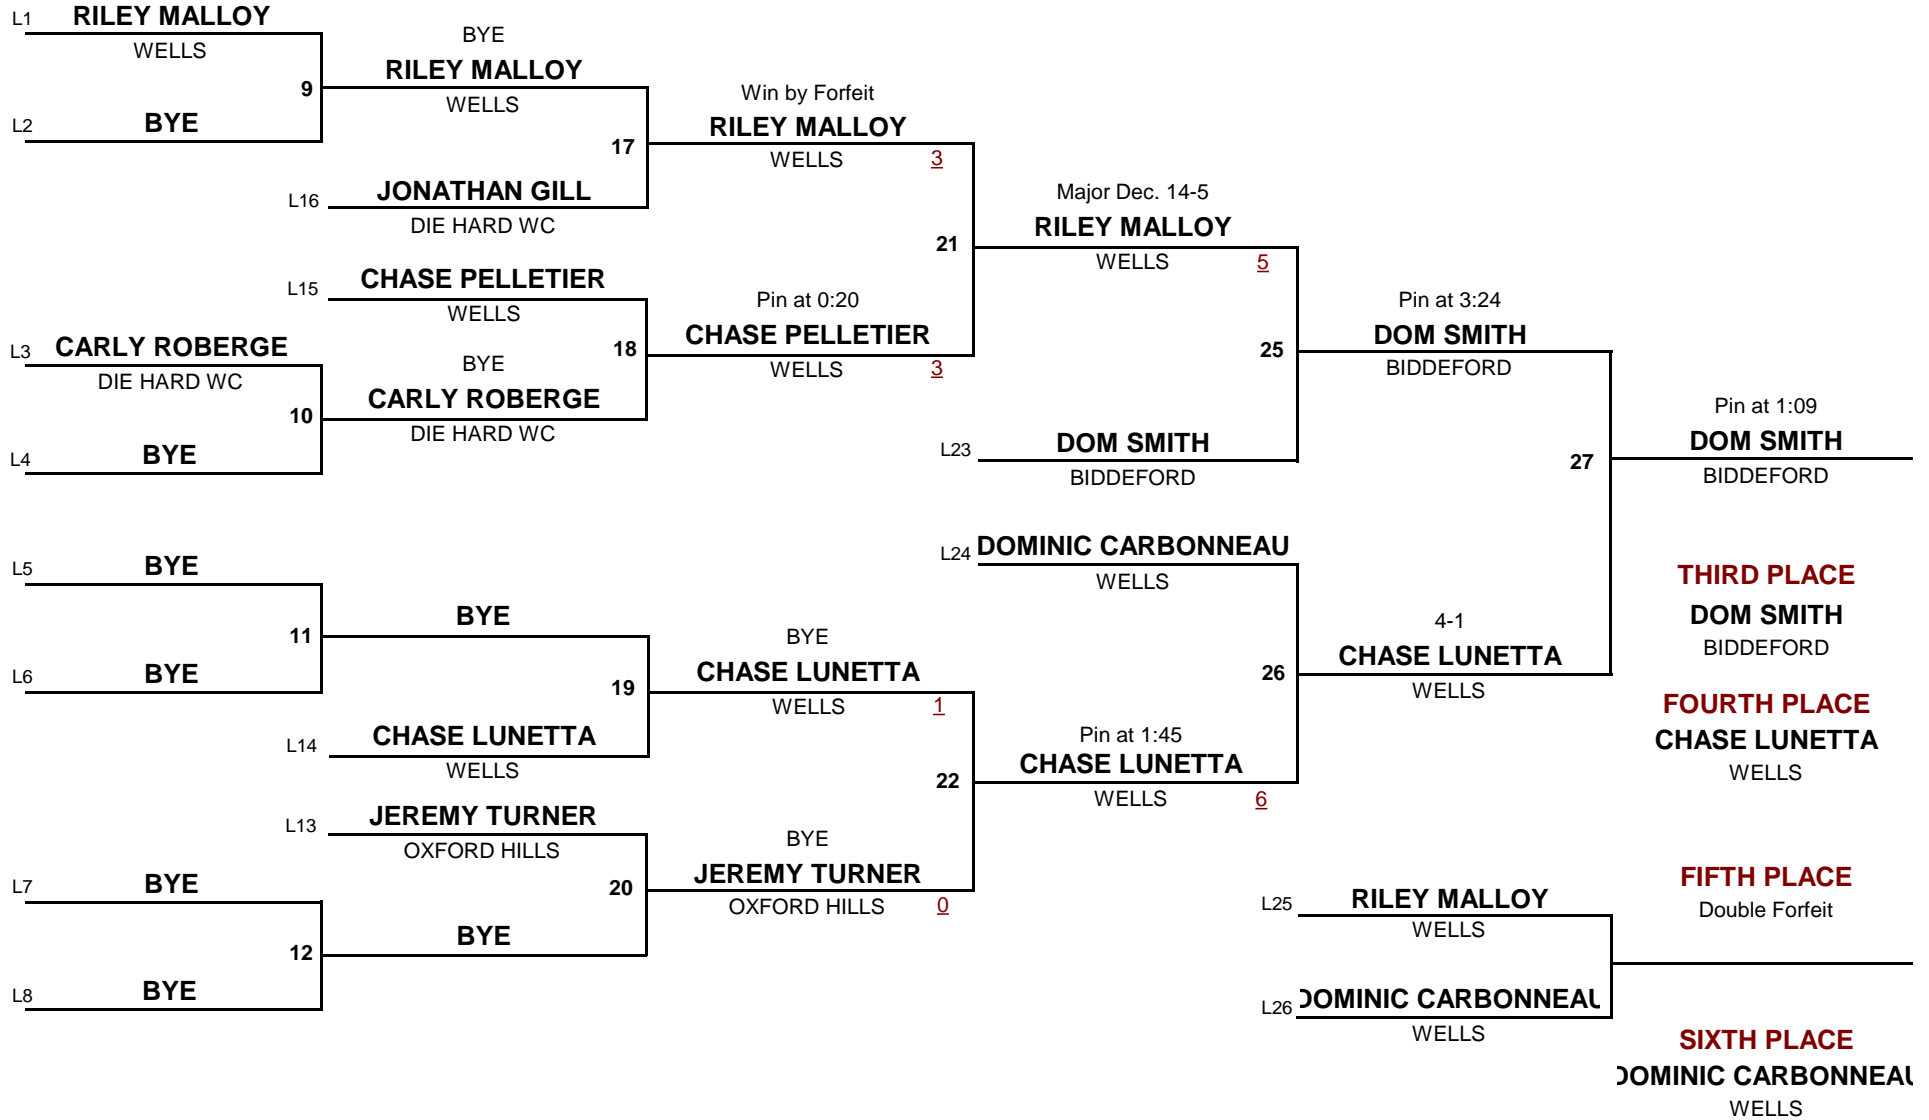 L1 RILEY MALLOY
WELLS
9
L2 BYE
BYE
RILEY MALLOY
WELLS
17
L16 JONATHAN GILL
DIE HARD WC
Win by Forfeit
RILEY MALLOY
WELLS 3
21
L15 CHASE PELLETIER
WELLS
18
L3 CARLY ROBERGE
DIE HARD WC
10
L4 BYE
BYE
CARLY ROBERGE
DIE HARD WC
Pin at 0:20
CHASE PELLETIER
WELLS 3
Major Dec. 14-5
RILEY MALLOY
WELLS 5
25
L23 DOM SMITH
BIDDEFORD
Pin at 3:24
DOM SMITH
BIDDEFORD
27
Pin at 1:09
DOM SMITH
BIDDEFORD
L5 BYE
11
L6 BYE
BYE
19
L14 CHASE LUNETTA
WELLS
BYE
CHASE LUNETTA
WELLS 1
22
L13 JEREMY TURNER
OXFORD HILLS
20
L7 BYE
12
L8 BYE
BYE
BYE
JEREMY TURNER
OXFORD HILLS 0
L24 DOMINIC CARBONNEAU
WELLS
26
Pin at 1:45
CHASE LUNETTA
WELLS 6
4-1
CHASE LUNETTA
WELLS
THIRD PLACE
DOM SMITH
BIDDEFORD
FOURTH PLACE
CHASE LUNETTA
WELLS
L25 RILEY MALLOY
WELLS
L26 DOMINIC CARBONNEAU
WELLS
FIFTH PLACE
Double Forfeit
SIXTH PLACE
DOMINIC CARBONNEAU
WELLS